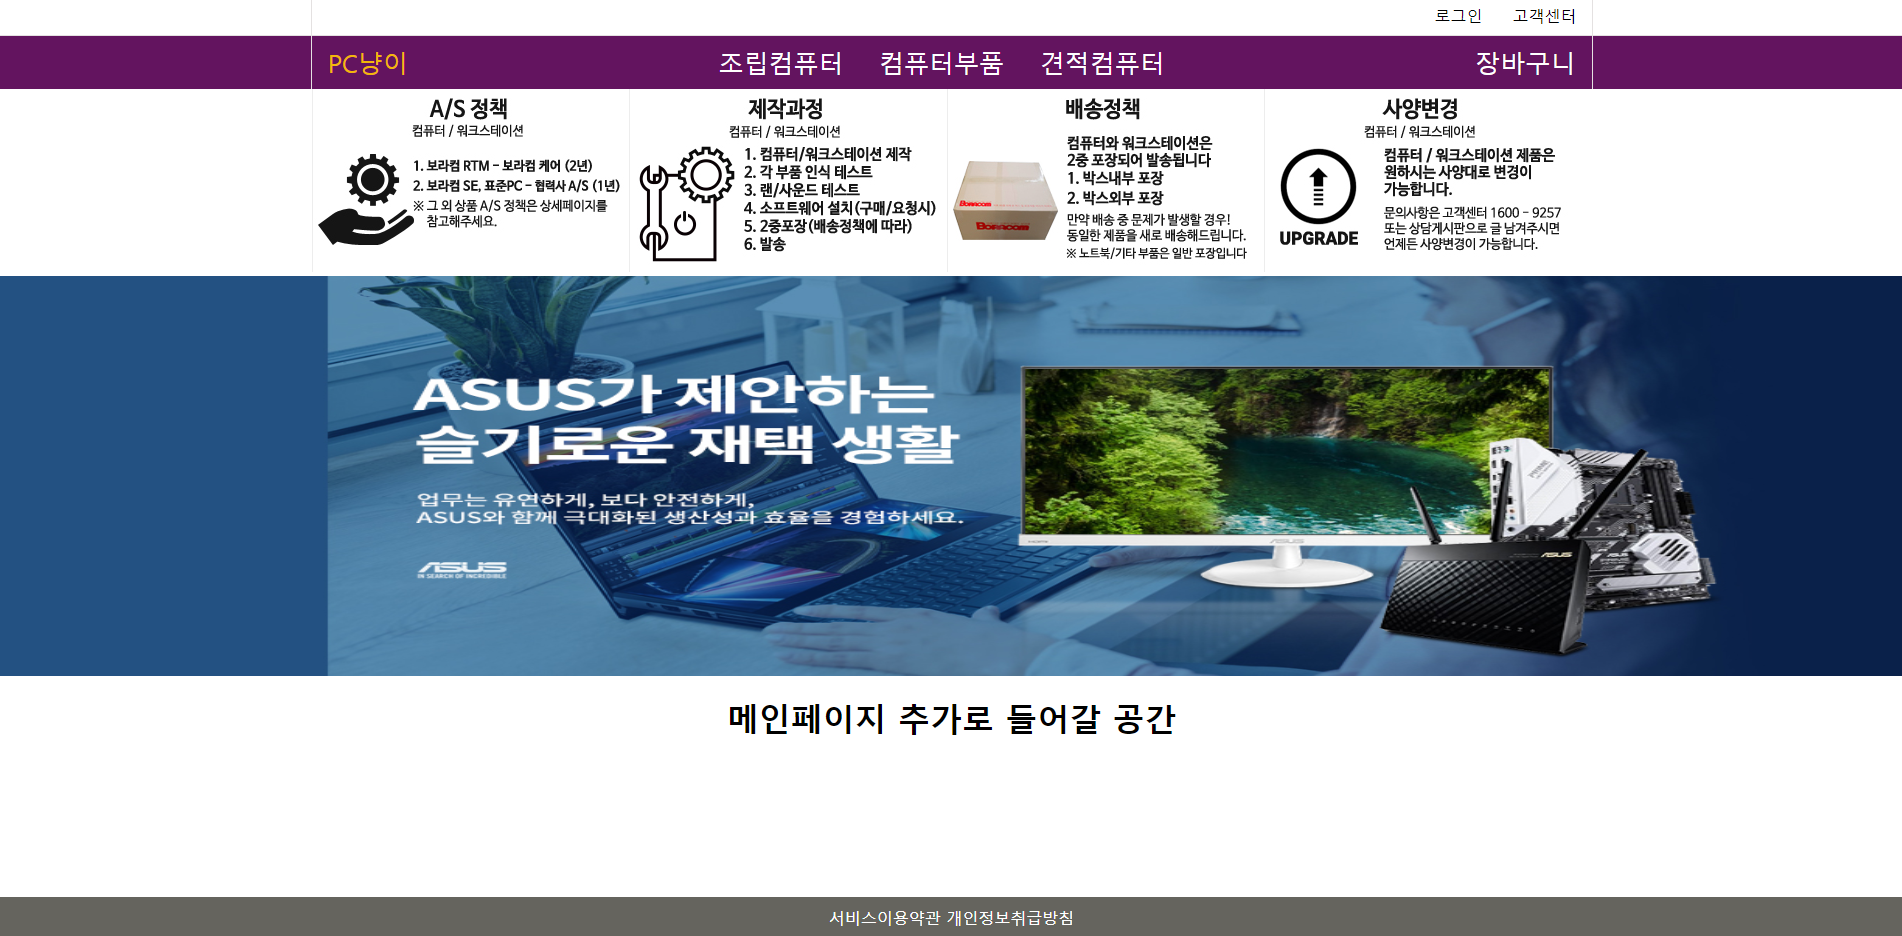 로그인 고객센터
PC냥이 조립컴퓨터 컴퓨터부품 견적컴퓨터 장바구니
A/S 정책
컴퓨터 / 워크스테이션
1. 보라컴 RTM - 보라컴 케어 (2년)
2. 보라컴 SE, 표준PC - 협력사 A/S (1년)
※ 그 외 상품 A/S 정책은 상세페이지를
참고해주세요.
제작과정
컴퓨터 / 워크스테이션
1. 컴퓨터/워크스테이션 제작
2. 각 부품 인식 테스트
3. 랜/사운드 테스트
4. 소프트웨어 설치(구매/요청시)
5. 2중포장(배송정책에 따라)
6. 발송
배송정책
컴퓨터와 워크스테이션은
2중 포장되어 발송됩니다
1. 박스내부 포장
2. 박스외부 포장
만약 배송 중 문제가 발생할 경우!
동일한 제품을 새로 배송해드립니다.
※ 노트북/기타 부품은 일반 포장입니다
BORACOM
BORACOM
사양변경
컴퓨터 / 워크스테이션
컴퓨터 / 워크스테이션 제품은
원하시는 사양대로 변경이
가능합니다.
문의사항은 고객센터 1600 - 9257
또는 상담게시판으로 글 남겨주시면
언제든 사양변경이 가능합니다.
UPGRADE
ASUS가 제안하는
슬기로운 재택 생활
업무는 유연하게, 보다 안전하게,
ASUS와 함께 극대화된 생산성과 효율을 경험하세요.
ASUS
IN SEARCH OF INCREDIBLE
HDMI
ASUS
PRIME
ASUS
메인페이지 추가로 들어갈 공간
서비스이용약관 개인정보취급방침